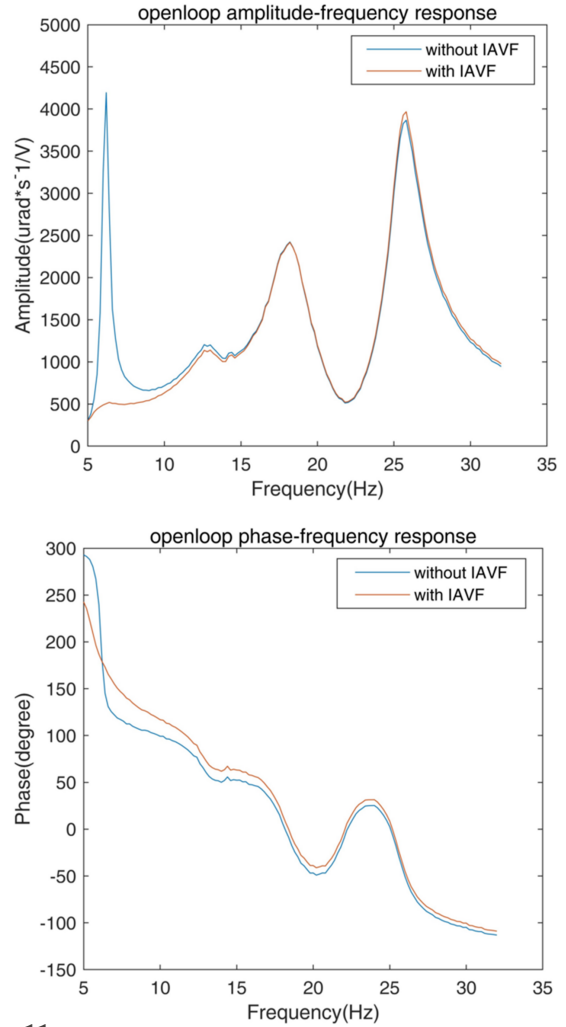 openloop amplitude-frequency response
5000
4500
4000
3500
3000
2500
2000
1500
1000
500
0
Amplitude(urad*s-1/V)
without IAVF
with IAVF
5 10 15 20 25 30 35
Frequency(Hz)
openloop phase-frequency response
300
250
200
150
100
50
0
-50
-100
-150
Phase(degree)
without IAVF
with IAVF
5 10 15 20 25 30 35
Frequency(Hz)